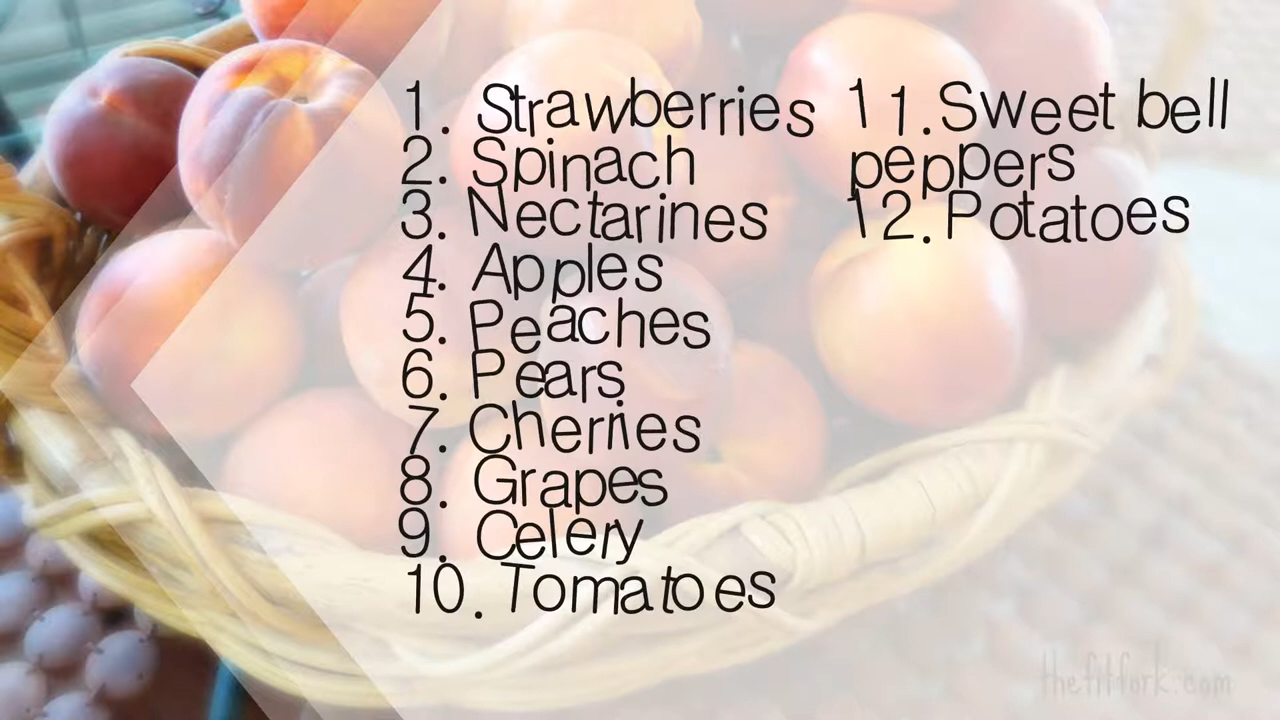 1. Strawberries
2. Spinach
3. Nectarines
4. Apples
5. Peaches
6. Pears
7. Cherries
8. Grapes
9. Celery
10. Tomatoes
11. Sweet bell
peppers
12. Potatoes
thefitfork.com